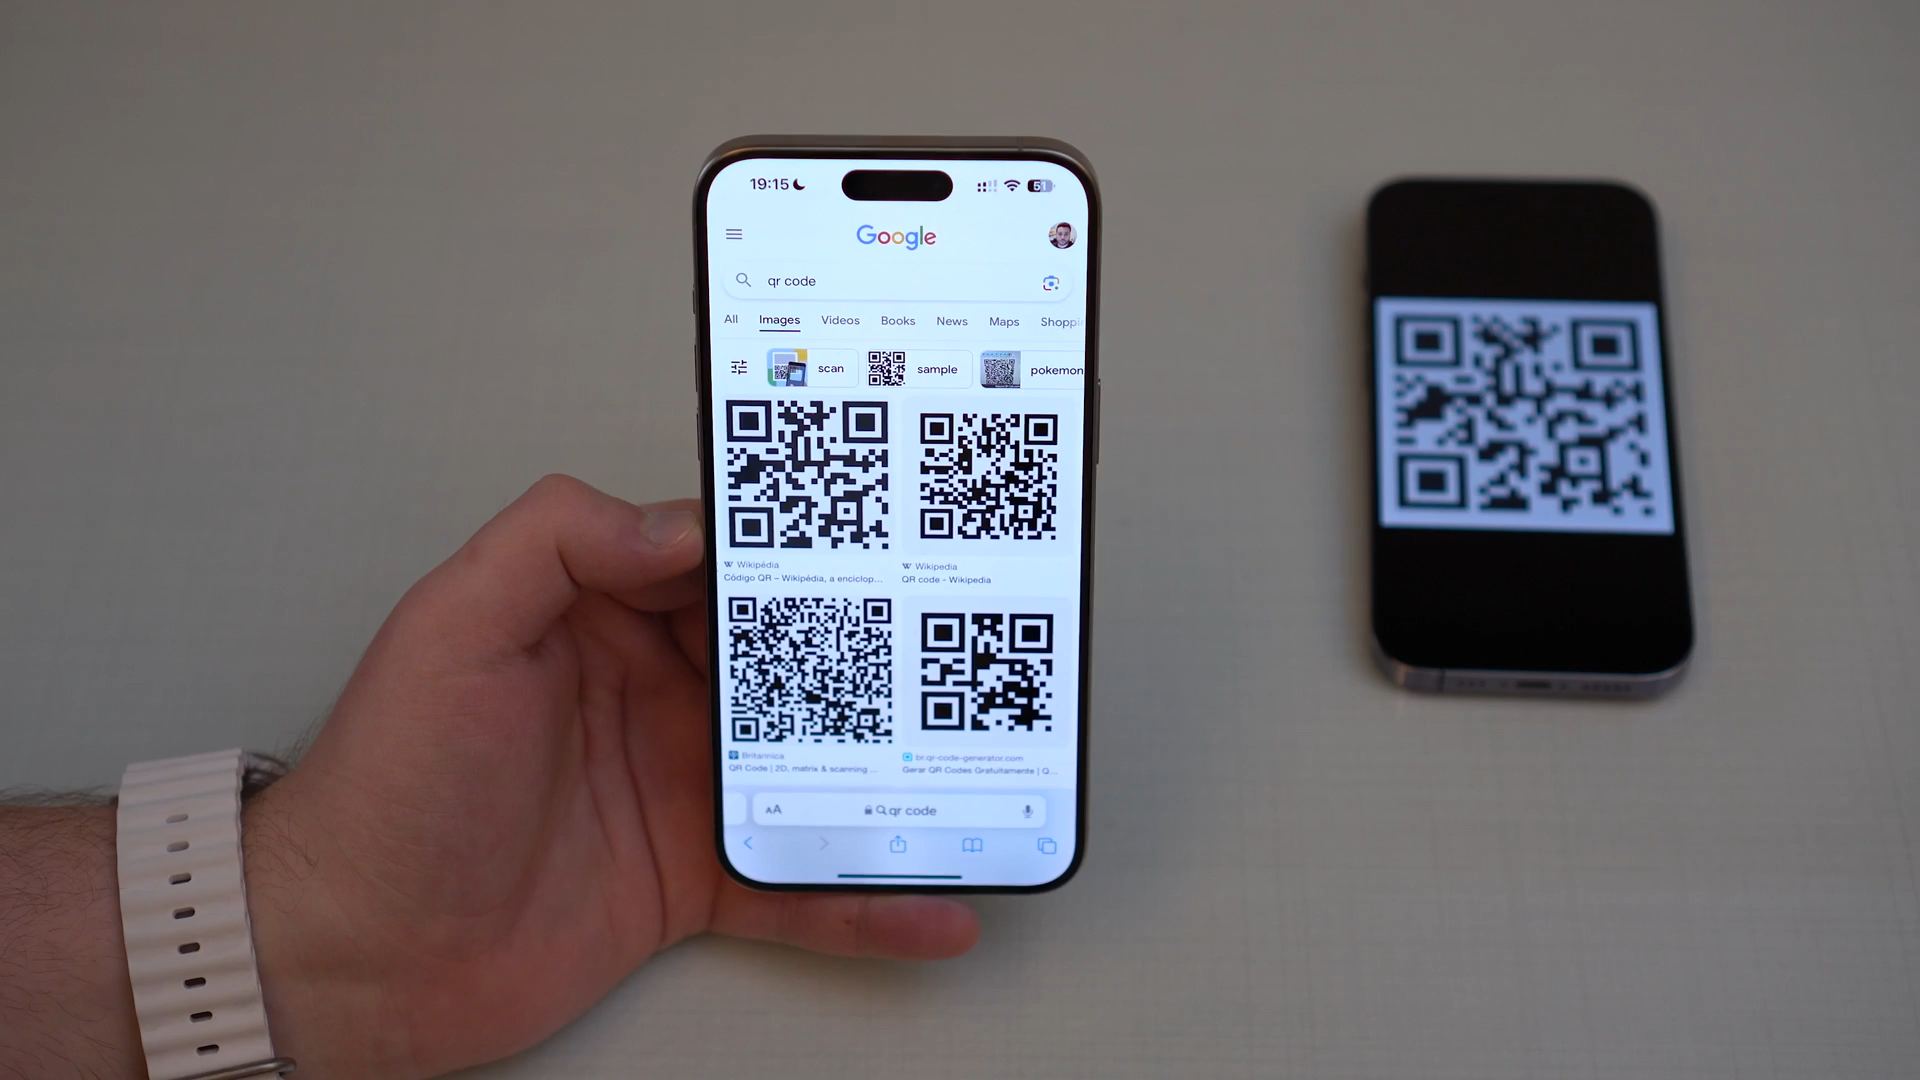 19:15
51
Google
qr code
All Images Videos Books News Maps Shoppi
scan sample pokemon
Wikipédia
Código QR – Wikipédia, a enciclop...
Wikipedia
QR code - Wikipedia
Britannica
QR Code | 2D, matrix & scanning ...
br.qr-code-generator.com
Gerar QR Codes Gratuitamente | Q...
AA qr code